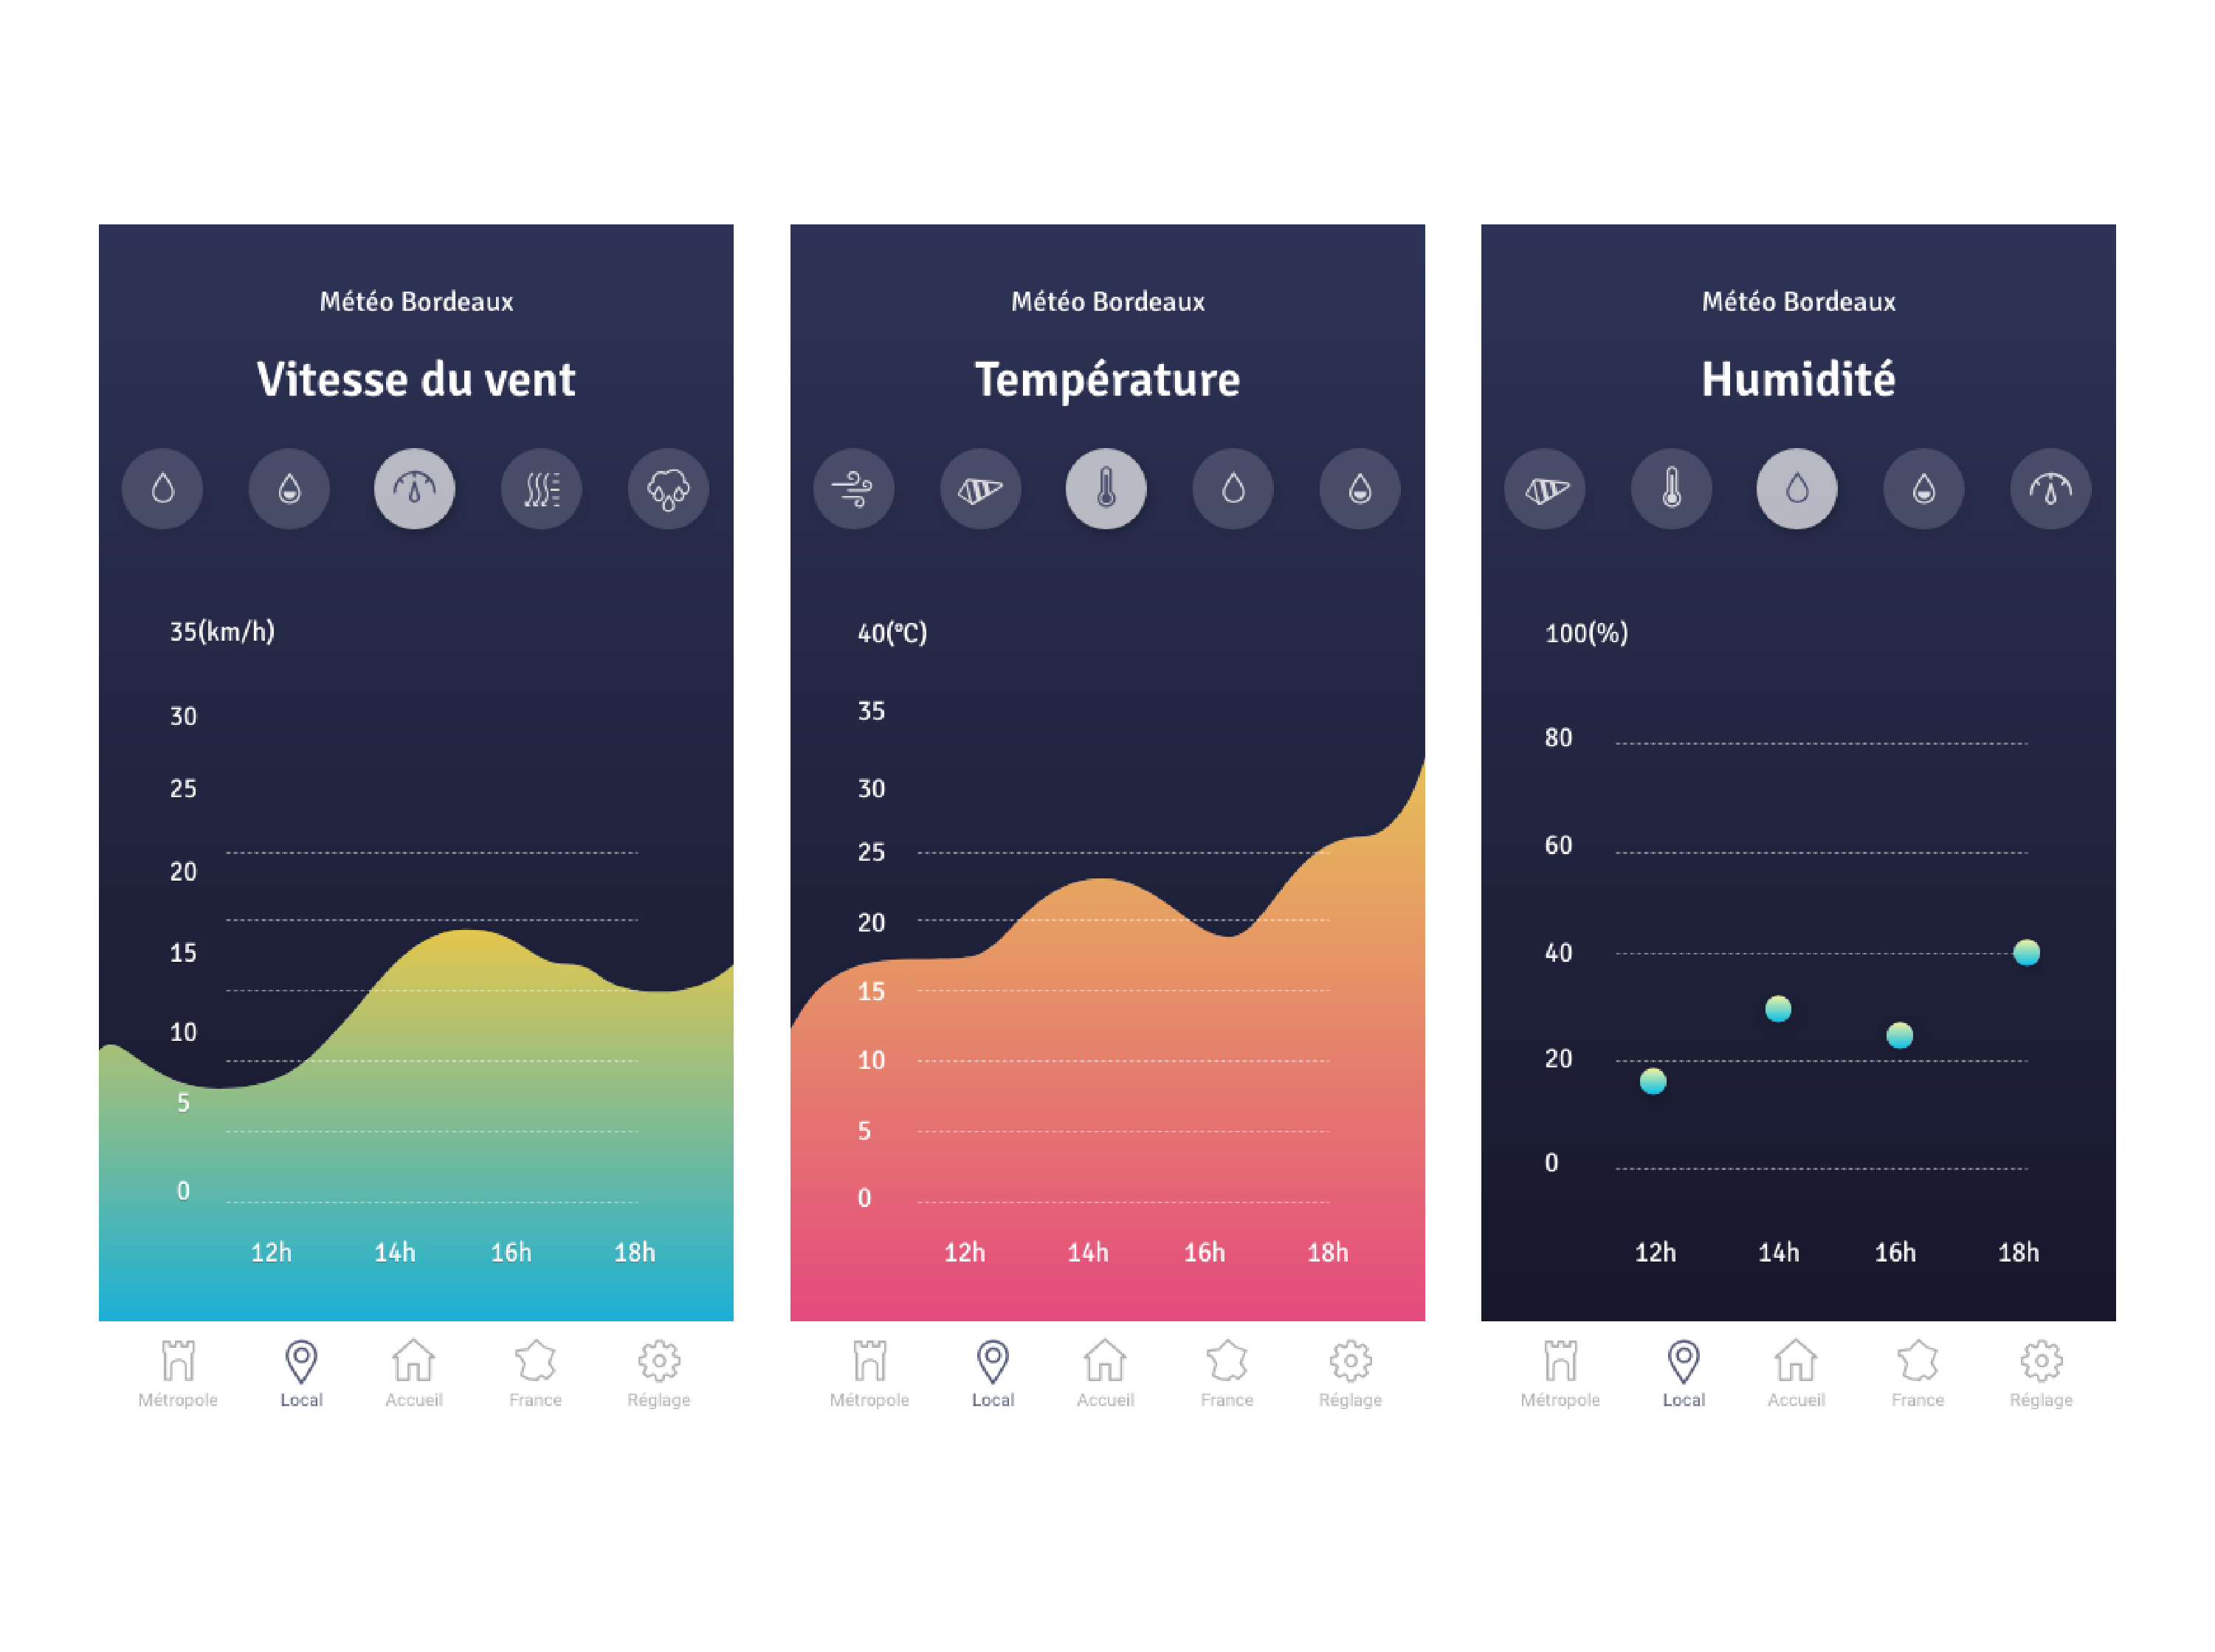 Météo Bordeaux
Vitesse du vent
35(km/h)
30
25
20
15
10
5
0
12h 14h 16h 18h
Métropole Local Accueil France Réglage
Météo Bordeaux
Température
40(°C)
35
30
25
20
15
10
5
0
12h 14h 16h 18h
Métropole Local Accueil France Réglage
Météo Bordeaux
Humidité
100(%)
80
60
40
20
0
12h 14h 16h 18h
Métropole Local Accueil France Réglage